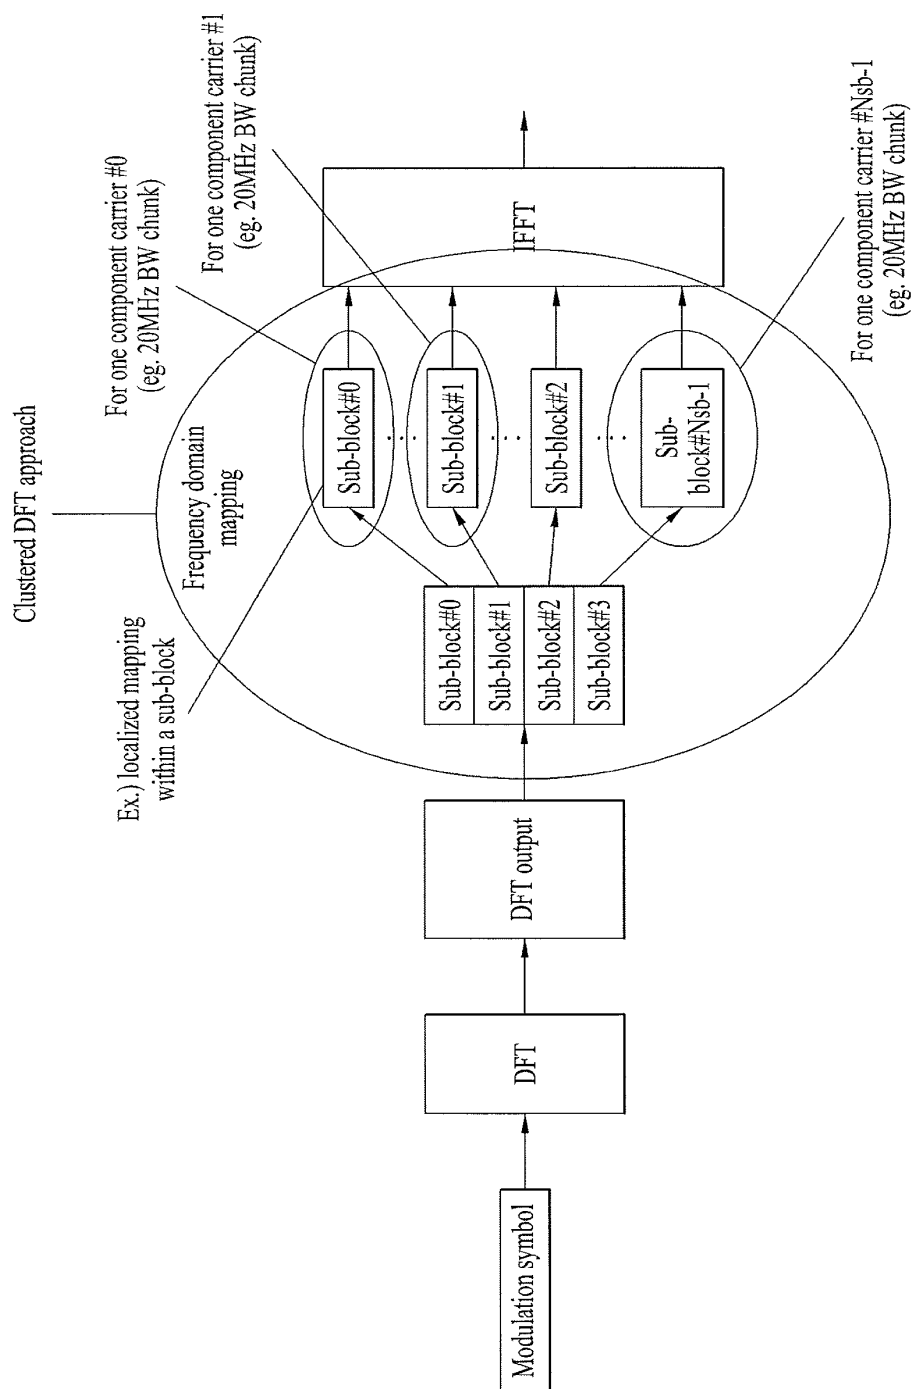 Clustered DFT approach
Ex.) localized mapping
within a sub-block
For one component carrier #0
(eg. 20MHz BW chunk)
For one component carrier #1
(eg. 20MHz BW chunk)
Frequency domain
mapping
Modulation symbol
DFT
DFT output
Sub-block#0
Sub-block#1
Sub-block#2
Sub-block#3
Sub-block#0
Sub-block#1
Sub-block#2
Sub-
block#Nsb-1
IFFT
For one component carrier #Nsb-1
(eg. 20MHz BW chunk)